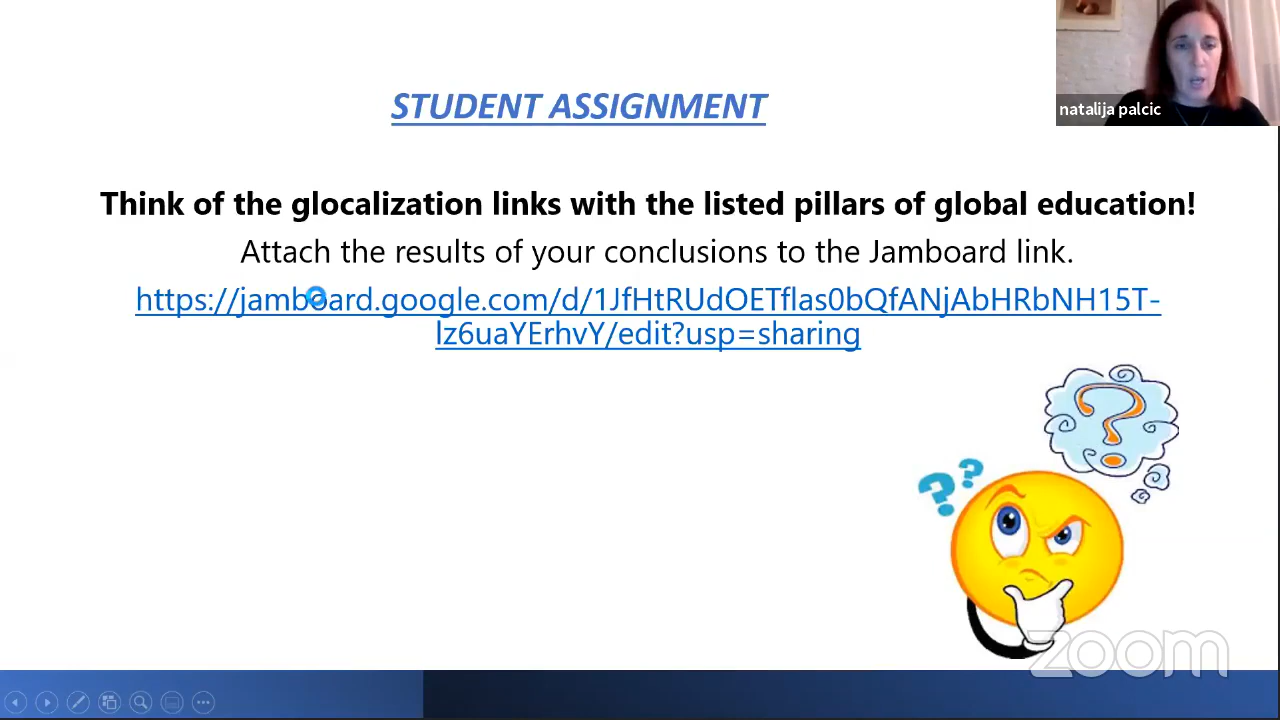 natalija palcic
STUDENT ASSIGNMENT
Think of the glocalization links with the listed pillars of global education!
Attach the results of your conclusions to the Jamboard link.
https://jamboard.google.com/d/1JfHtRUdOETflas0bQfANjAbHRbNH15T-
lz6uaYErhvY/edit?usp=sharing
? ? ?
zoom